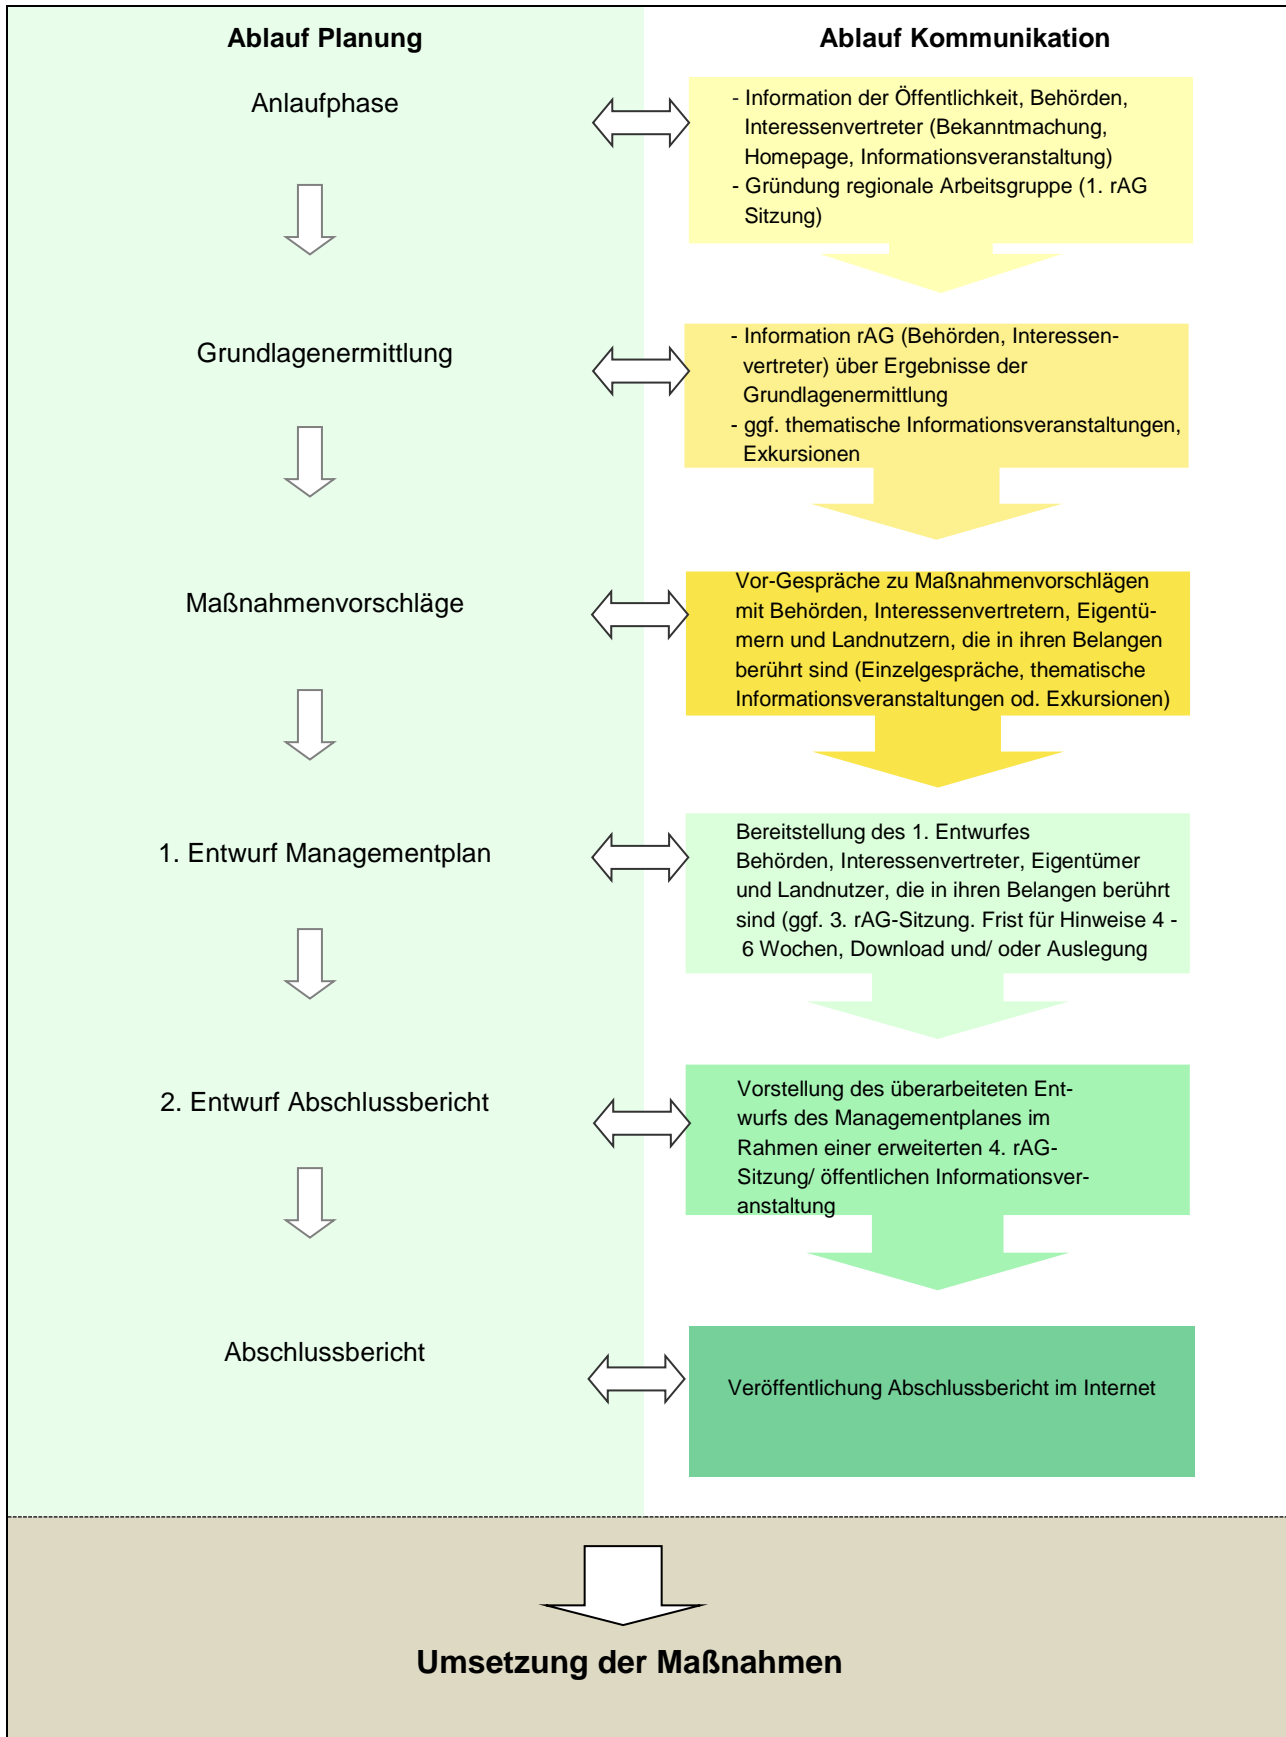 Ablauf Planung
Ablauf Kommunikation
Anlaufphase
- Information der Öffentlichkeit, Behörden,
Interessenvertreter (Bekanntmachung,
Homepage, Informationsveranstaltung)
- Gründung regionale Arbeitsgruppe (1. rAG
Sitzung)
Grundlagenermittlung
- Information rAG (Behörden, Interessen-
vertreter) über Ergebnisse der
Grundlagenermittlung
- ggf. thematische Informationsveranstaltungen,
Exkursionen
Maßnahmenvorschläge
Vor-Gespräche zu Maßnahmenvorschlägen
mit Behörden, Interessenvertretern, Eigentü-
mern und Landnutzern, die in ihren Belangen
berührt sind (Einzelgespräche, thematische
Informationsveranstaltungen od. Exkursionen)
1. Entwurf Managementplan
Bereitstellung des 1. Entwurfes
Behörden, Interessenvertreter, Eigentümer
und Landnutzer, die in ihren Belangen berührt
sind (ggf. 3. rAG-Sitzung. Frist für Hinweise 4 -
6 Wochen, Download und/ oder Auslegung
2. Entwurf Abschlussbericht
Vorstellung des überarbeiteten Ent-
wurfs des Managementplanes im
Rahmen einer erweiterten 4. rAG-
Sitzung/ öffentlichen Informationsver-
anstaltung
Abschlussbericht
Veröffentlichung Abschlussbericht im Internet
Umsetzung der Maßnahmen